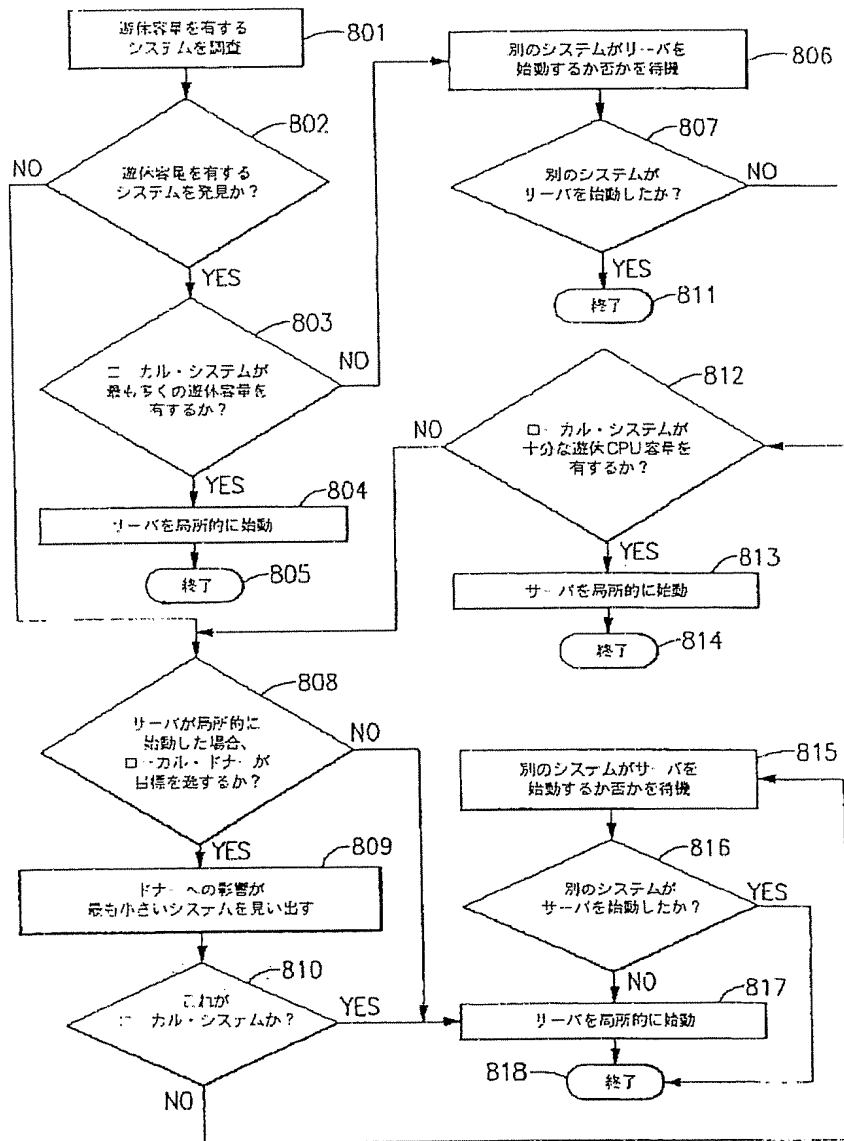 遊休容量を有する
システムを調査
801
802
遊休容量を有する
システムを発見か？
NO
YES
803
ローカル・システムが
最も多くの遊休容量を
有するか？
NO
YES
804
サーバを局所的に始動
終了
805
別のシステムがサーバを
始動するか否かを待機
806
807
別のシステムが
サーバを始動したか？
NO
YES
終了
811
812
ローカル・システムが
十分な遊休CPU容量を
有するか？
NO
YES
813
サーバを局所的に始動
終了
814
808
サーバが局所的に
始動した場合、
ローカル・ドナーが
目標を逃するか？
NO
YES
809
ドナーへの影響が
最も小さいシステムを見い出す
810
これが
ローカル・システムか？
YES
NO
別のシステムがサーバを
始動するか否かを待機
815
816
別のシステムが
サーバを始動したか？
YES
NO
817
サーバを局所的に始動
818
終了